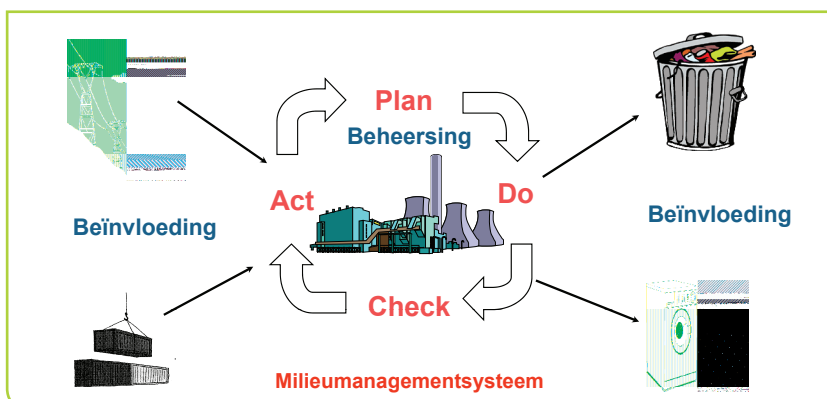 Plan
Beheersing
Act
Do
Beïnvloeding
Beïnvloeding
Check
Milieumanagementsysteem